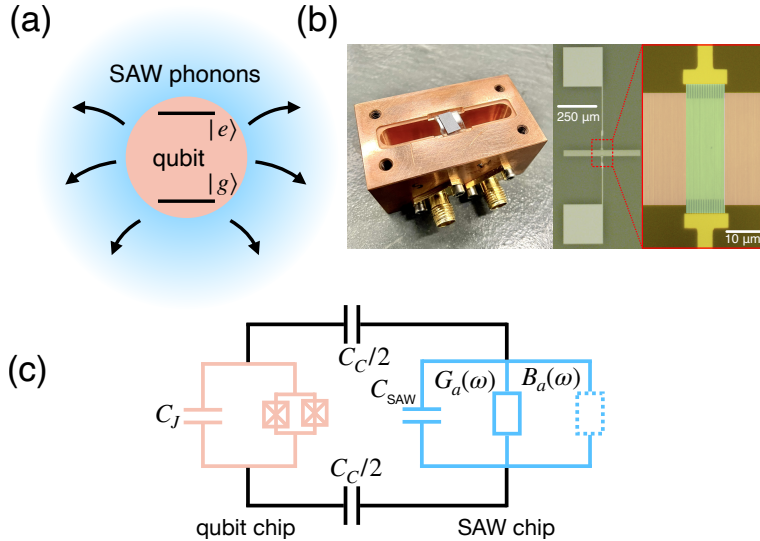 (a)
SAW phonons
|e⟩
qubit
|g⟩
(b)
250 µm
10 µm
(c)
C_C/2
C_J
C_SAW
G_a(ω)
B_a(ω)
C_C/2
qubit chip
SAW chip